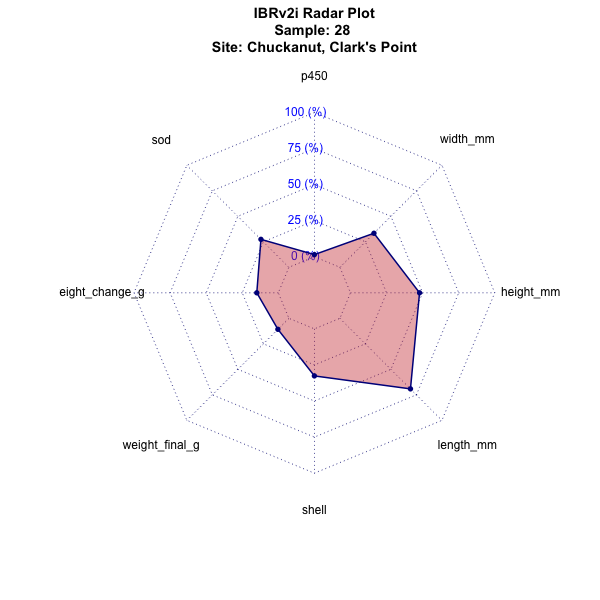 IBRv2i Radar Plot
Sample: 28
Site: Chuckanut, Clark's Point
p450
100 (%)
sod
width_mm
75 (%)
50 (%)
25 (%)
0 (%)
eight_change_g
height_mm
weight_final_g
length_mm
shell